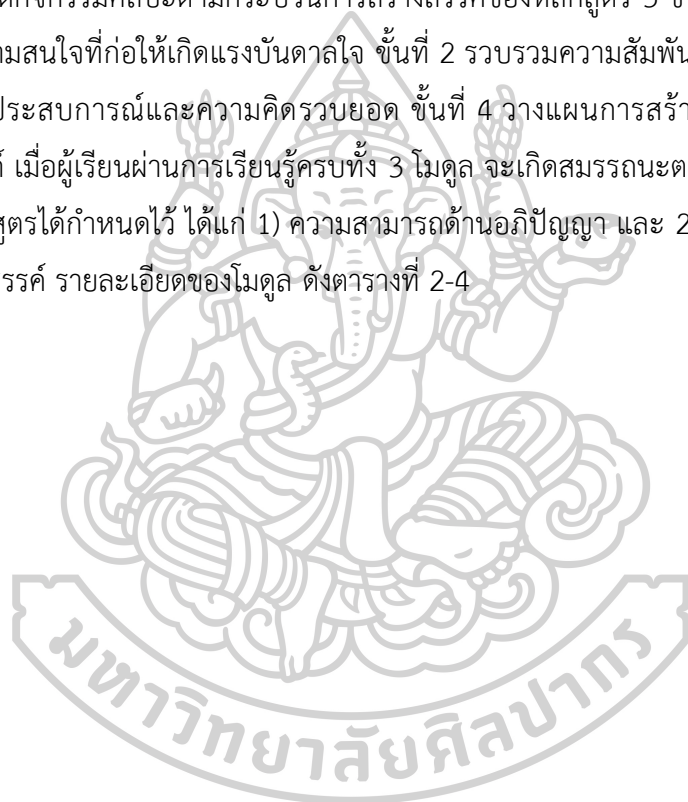 กิจกรรมศิลปะตามกระบวนการสร้างสรรค์ของหลักสูตร 5
ามสนใจที่ก่อให้เกิดแรงบันดาลใจ ขั้นที่ 2 รวบรวมความสัมพัน
ประสบการณ์และความคิดรวบยอด ขั้นที่ 4 วางแผนการสร้า
์ เมื่อผู้เรียนผ่านการเรียนรู้ครบทั้ง 3 โมดูล จะเกิดสมรรถนะต
สูตรได้กำหนดไว้ ได้แก่ 1) ความสามารถด้านอภิปัญญา และ 2
รรค์ รายละเอียดของโมดูล ดังตารางที่ 2-4
มหาวิทยาลัยศิลปากร